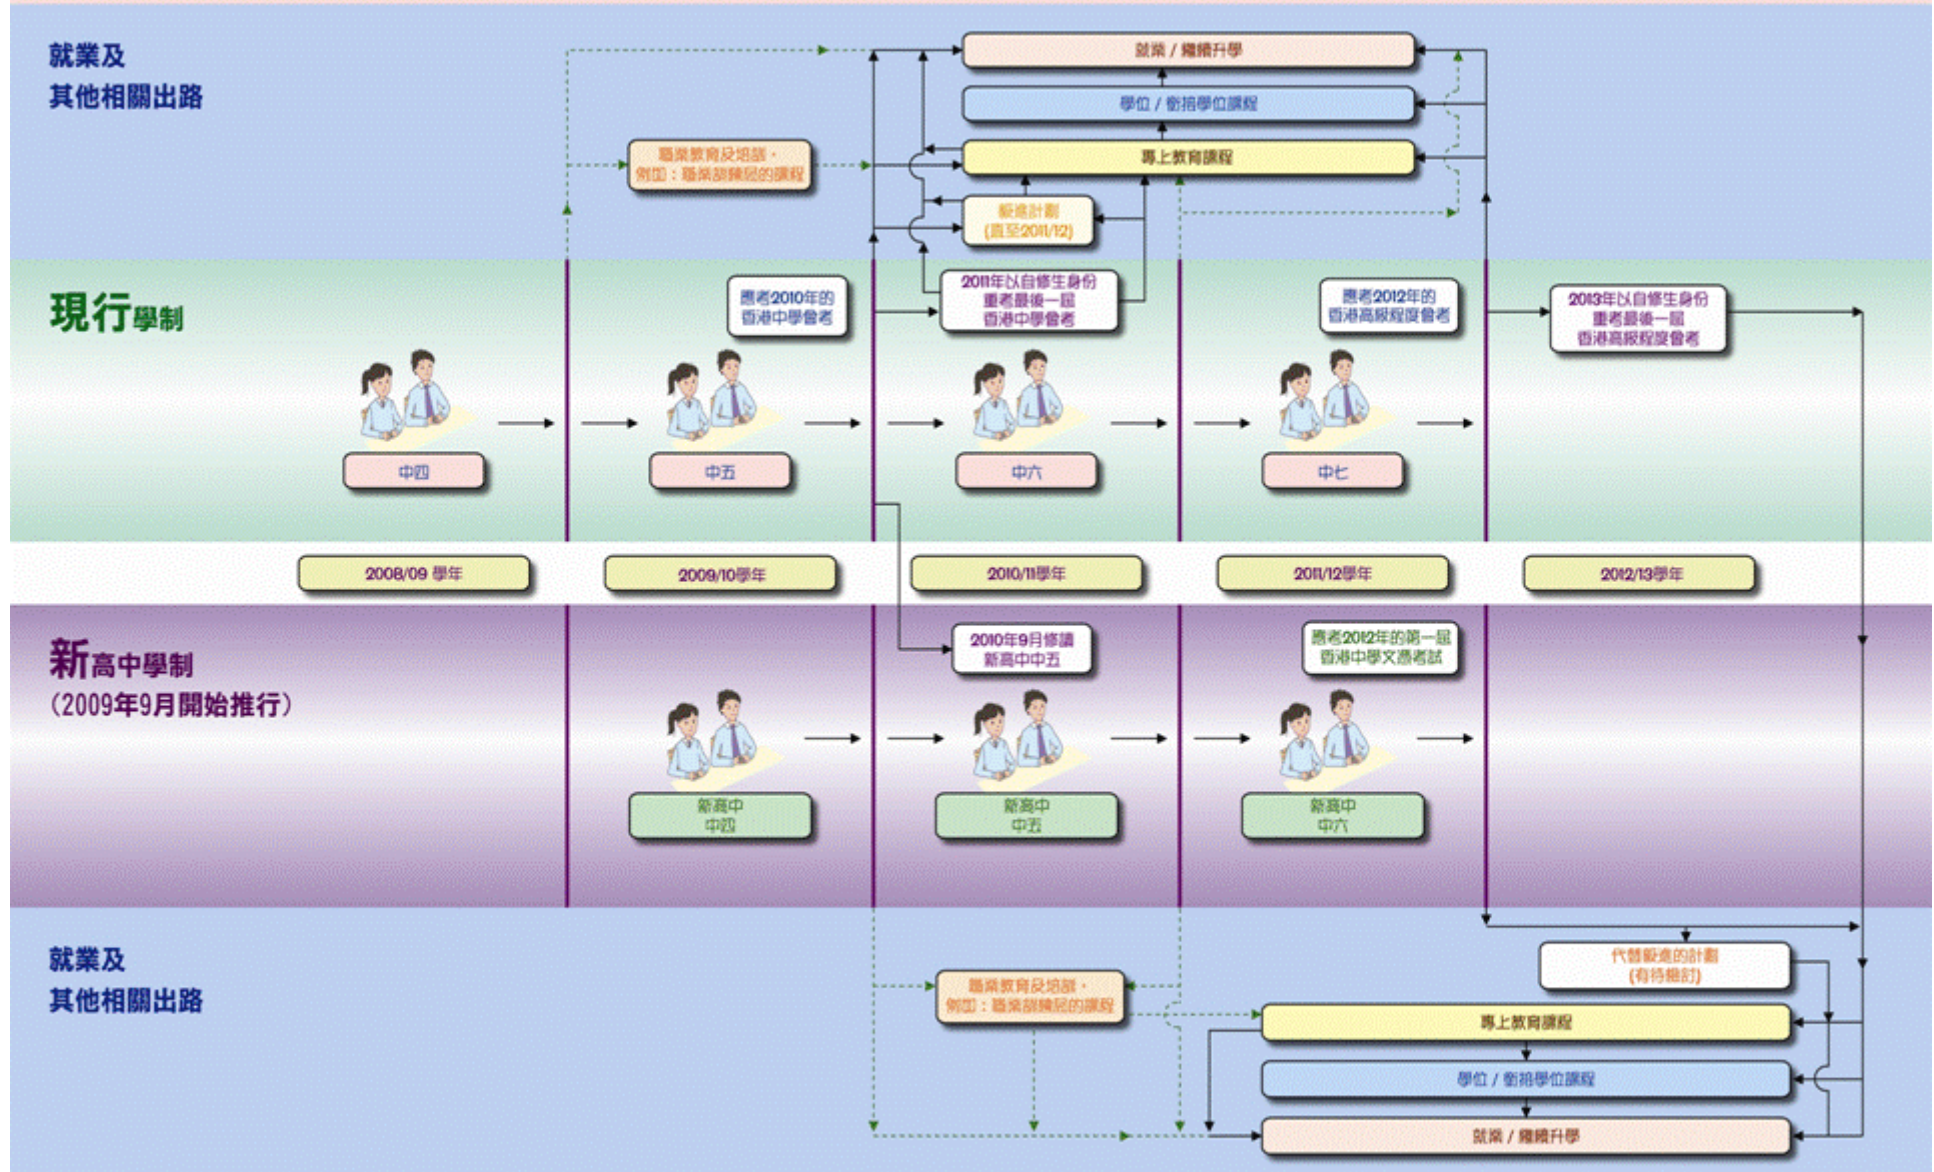 就業及
其他相關出路
就業 / 繼續升學
學位 / 銜接學位課程
職業教育及培訓，
例如：職業訓練局的課程
專上教育課程
毅進計劃
(直至2011/12)
現行學制
應考2010年的
香港中學會考
2011年以自修生身份
重考最後一屆
香港中學會考
應考2012年的
香港高級程度會考
2013年以自修生身份
重考最後一屆
香港高級程度會考
中四
中五
中六
中七
2008/09 學年
2009/10學年
2010/11學年
2011/12學年
2012/13學年
新高中學制
（2009年9月開始推行）
2010年9月修讀
新高中中五
應考2012年的第一屆
香港中學文憑考試
新高中
中四
新高中
中五
新高中
中六
就業及
其他相關出路
職業教育及培訓，
例如：職業訓練局的課程
代替毅進的計劃
(有待檢討)
專上教育課程
學位 / 銜接學位課程
就業 / 繼續升學